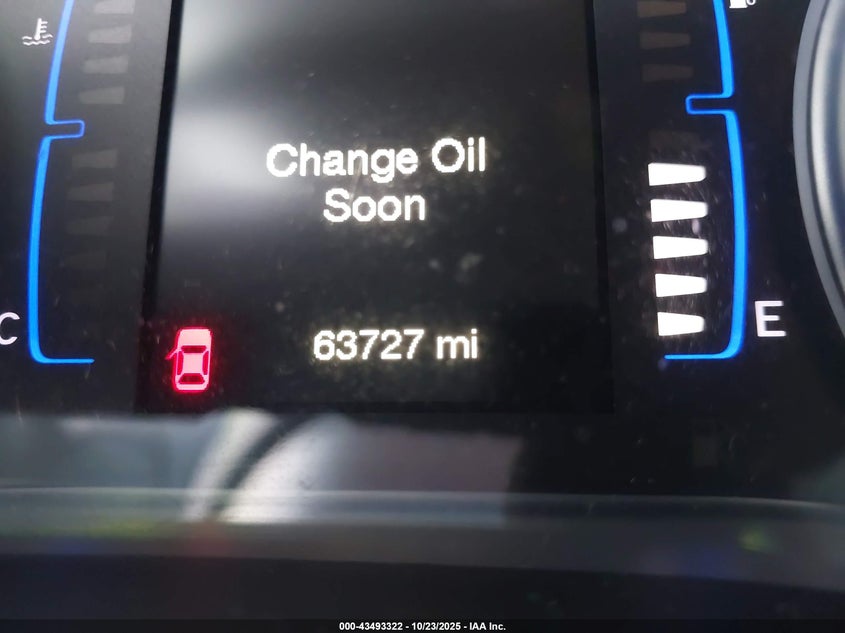 Change Oil
Soon
C
E
63727 mi
000-43493322 - 10/23/2025 - IAA Inc.